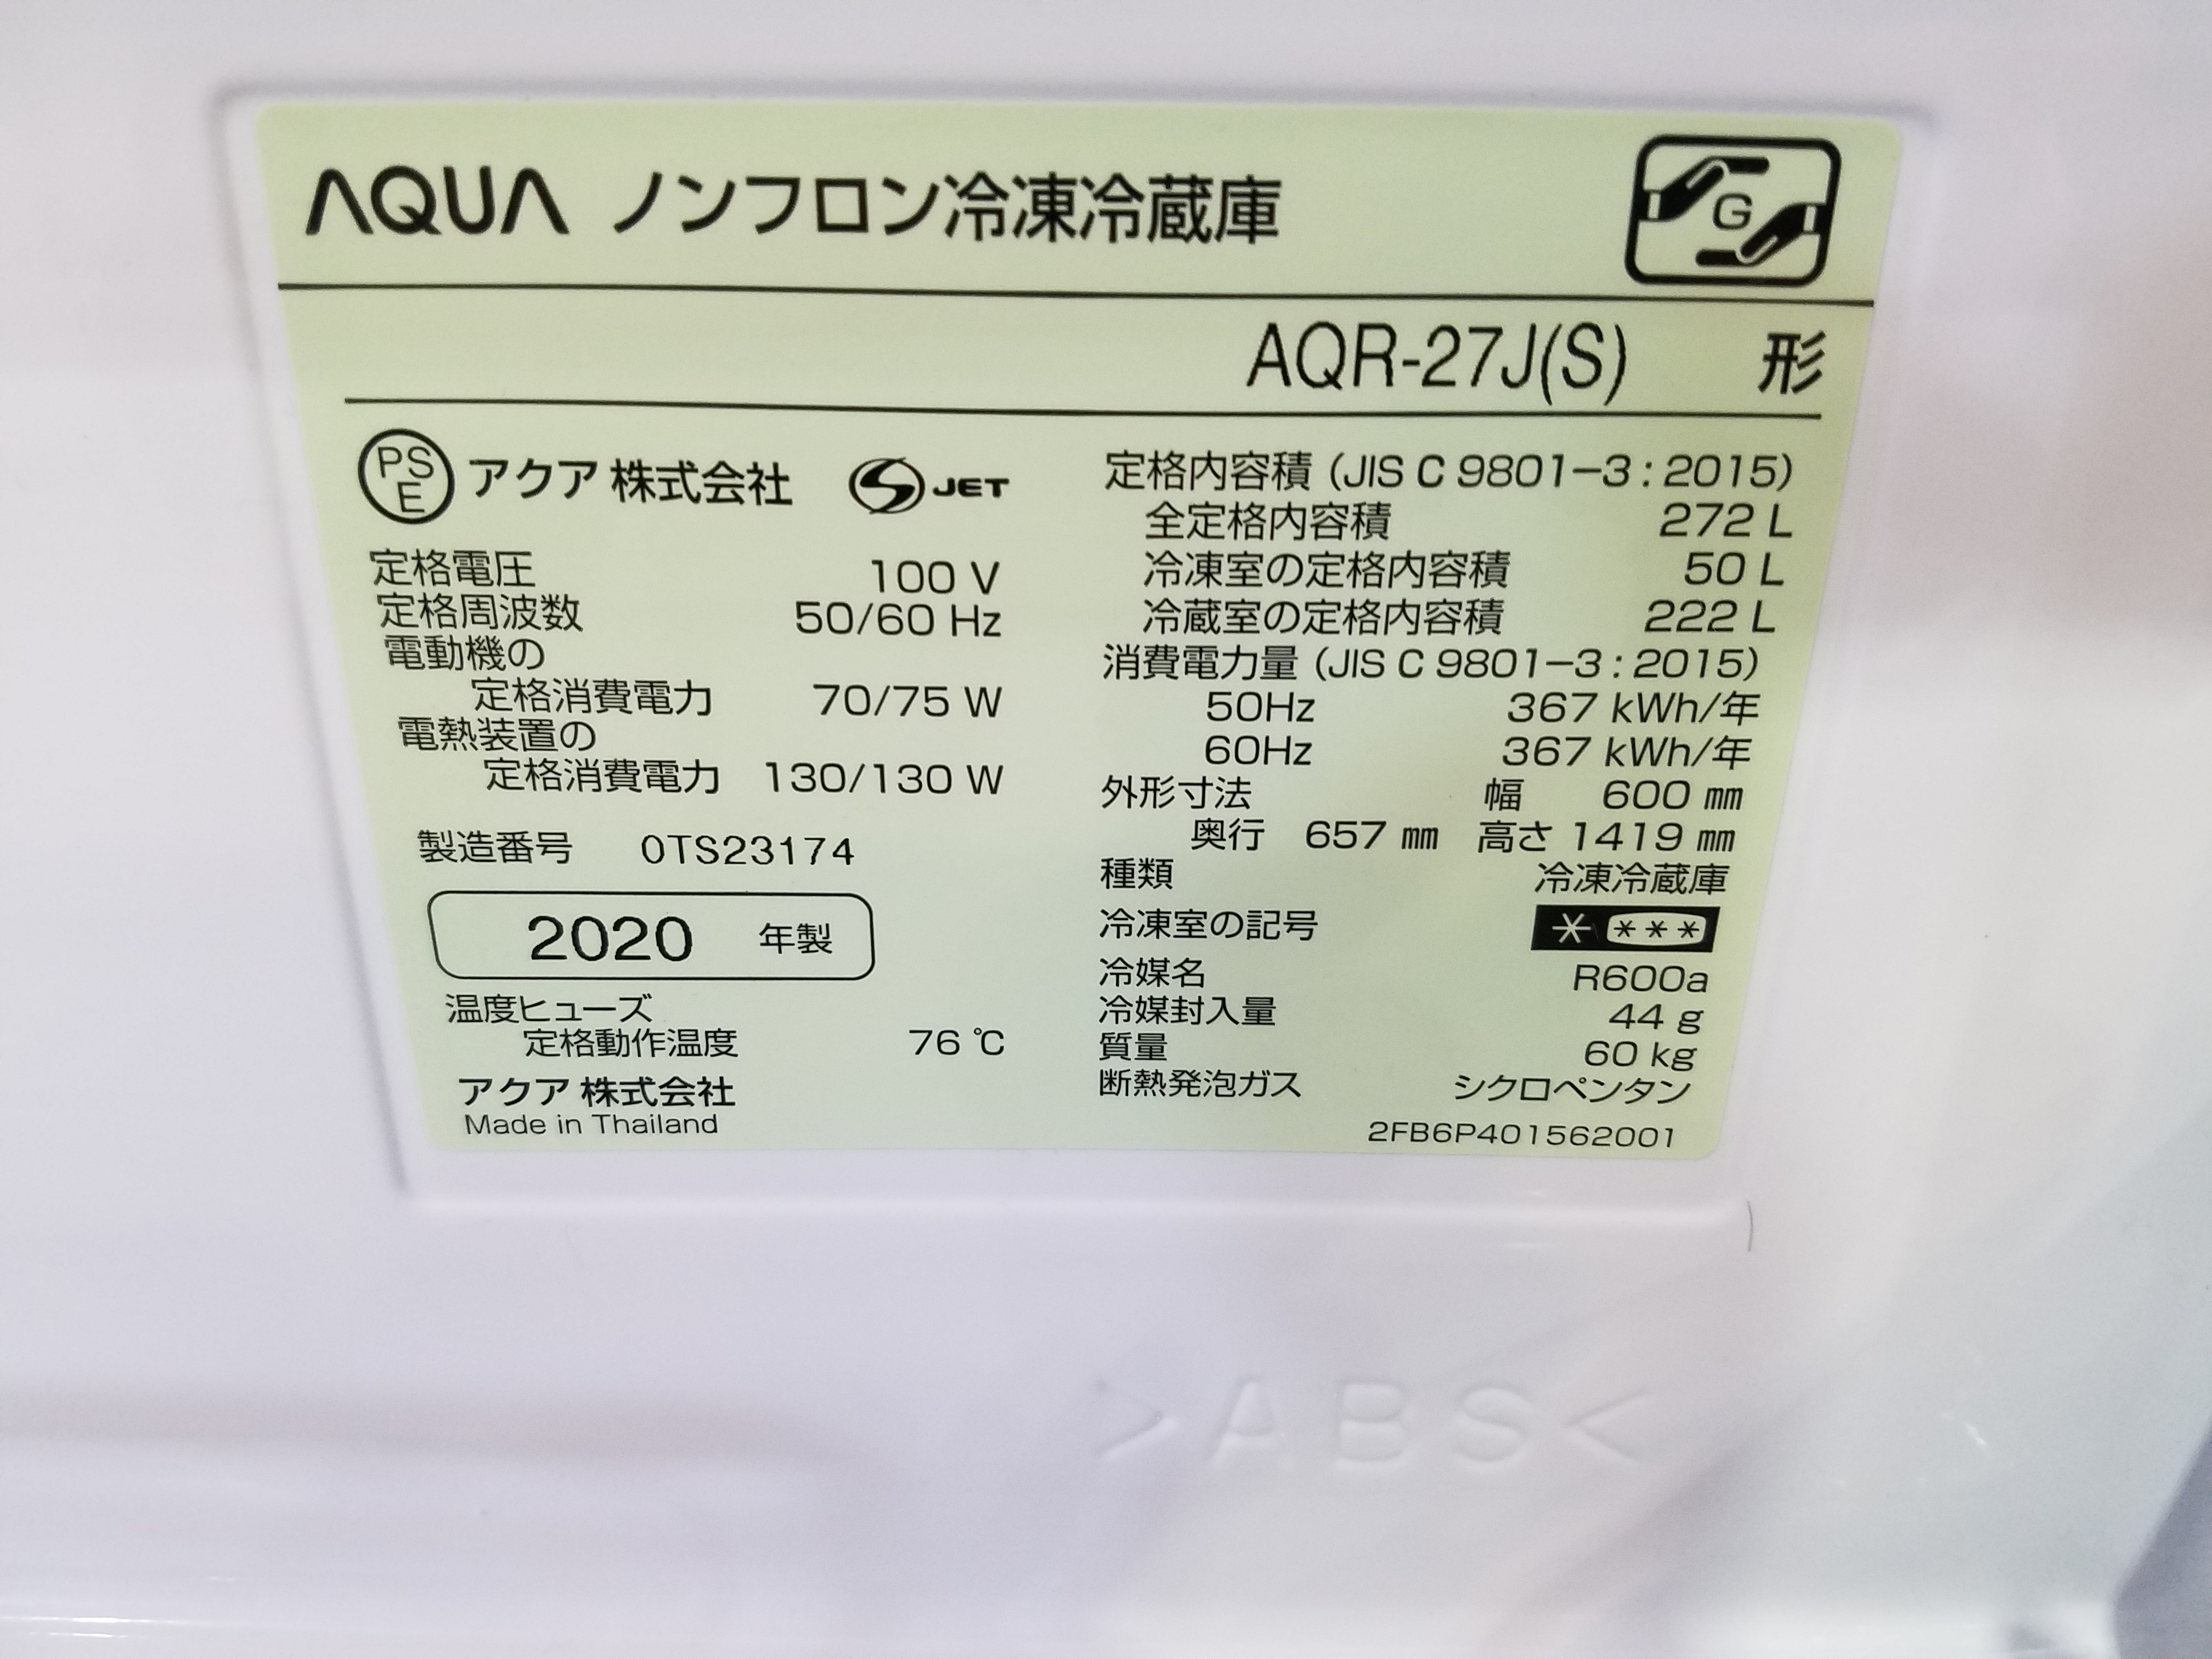 AQUA ノンフロン冷凍冷蔵庫
G
AQR-27J(S) 形
PS
E
アクア 株式会社
S JET
定格電圧 100 V
定格周波数 50/60 Hz
電動機の
定格消費電力 70/75 W
電熱装置の
定格消費電力 130/130 W
製造番号 0TS23174
2020 年製
温度ヒューズ
定格動作温度 76 ℃
アクア 株式会社
Made in Thailand
定格内容積 (JIS C 9801-3 : 2015)
全定格内容積 272 L
冷凍室の定格内容積 50 L
冷蔵室の定格内容積 222 L
消費電力量 (JIS C 9801-3 : 2015)
50Hz 367 kWh/年
60Hz 367 kWh/年
外形寸法 幅 600 ㎜
奥行 657 ㎜ 高さ 1419 ㎜
種類 冷凍冷蔵庫
冷凍室の記号 * ***
冷媒名 R600a
冷媒封入量 44 g
質量 60 kg
断熱発泡ガス シクロペンタン
2FB6P401562001
>ABS<